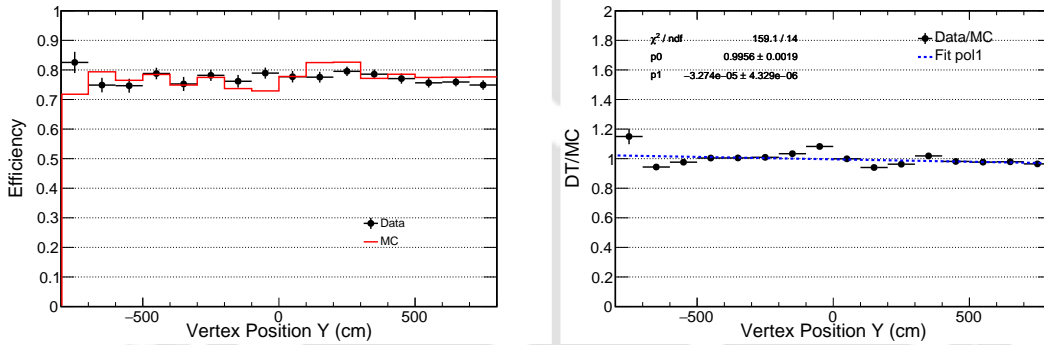 1
0.9
0.8
0.7
0.6
0.5
0.4
0.3
0.2
0.1
0
Efficiency
Data
MC
−500 0 500
Vertex Position Y (cm)
2
1.8
1.6
1.4
1.2
1
0.8
0.6
0.4
0.2
0
DT/MC
χ² / ndf 159.1 / 14
p0 0.9956 ± 0.0019
p1 −3.274e−05 ± 4.329e−06
Data/MC
Fit pol1
−500 0 500
Vertex Position Y (cm)